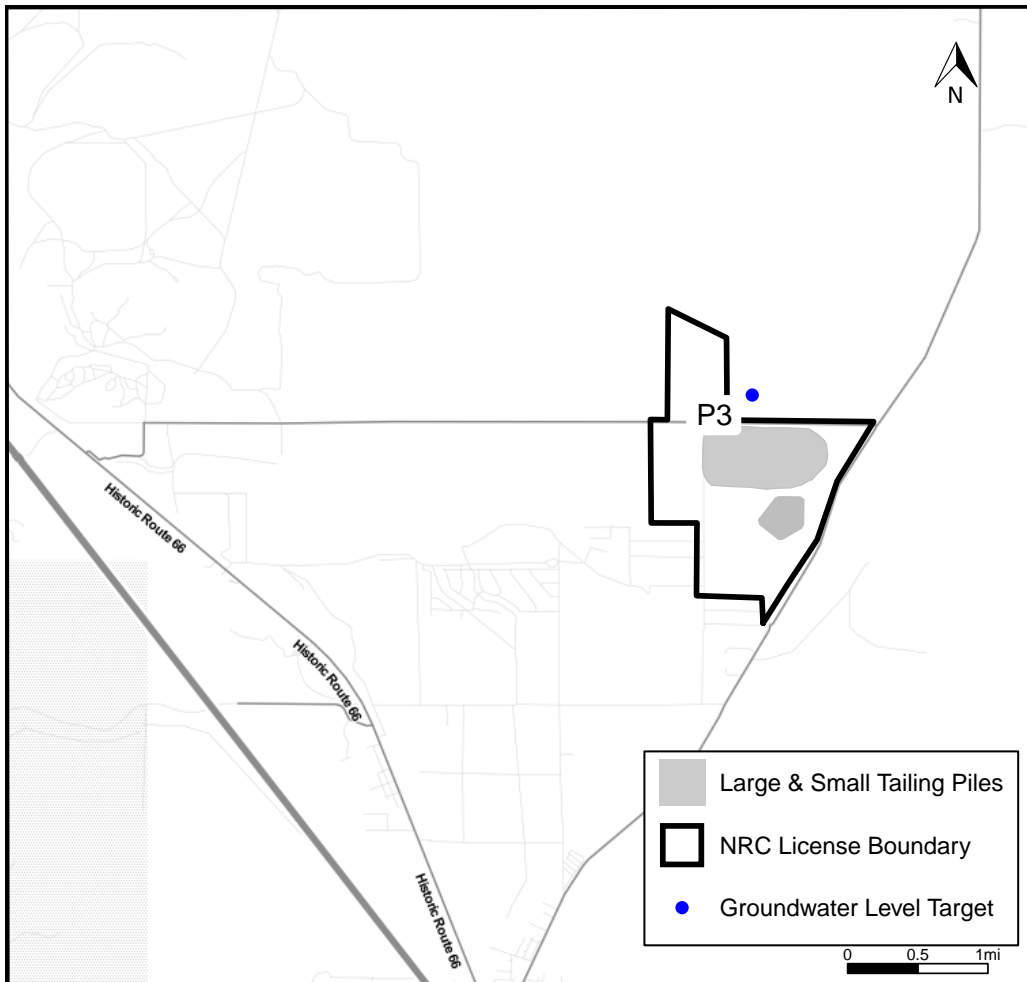 N
P3
Historic Route 66
Historic Route 66
Historic Route 66
Large & Small Tailing Piles
NRC License Boundary
Groundwater Level Target
0 0.5 1mi